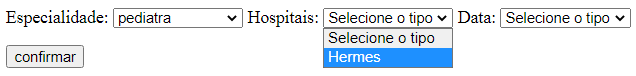 Especialidade: pediatra Hospitais: Selecione o tipo Data: Selecione o tipo
Selecione o tipo
Hermes
confirmar